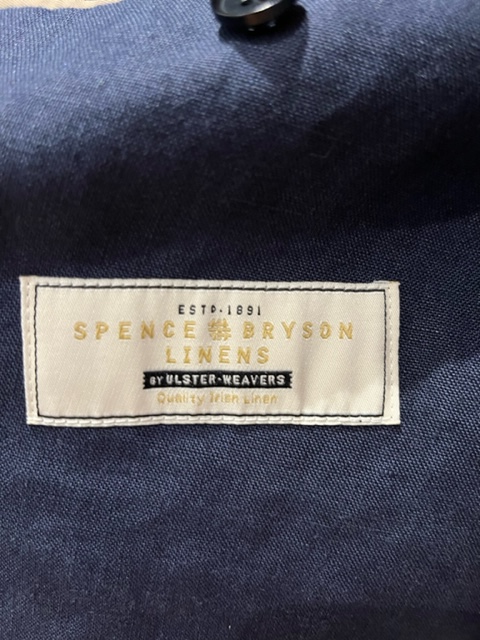 ESTD·1891
SPENCE BRYSON
LINENS
BY ULSTER·WEAVERS
Quality Irish Linen